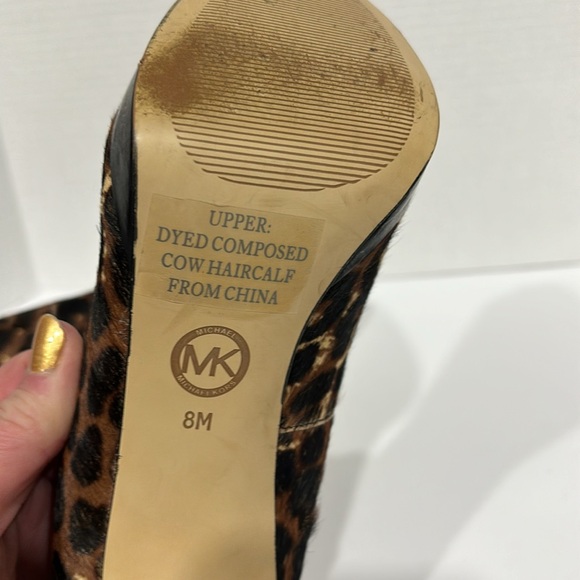 UPPER:
DYED COMPOSED
COW HAIRCALF
FROM CHINA
MICHAEL
MK
MICHAEL KORS
8M